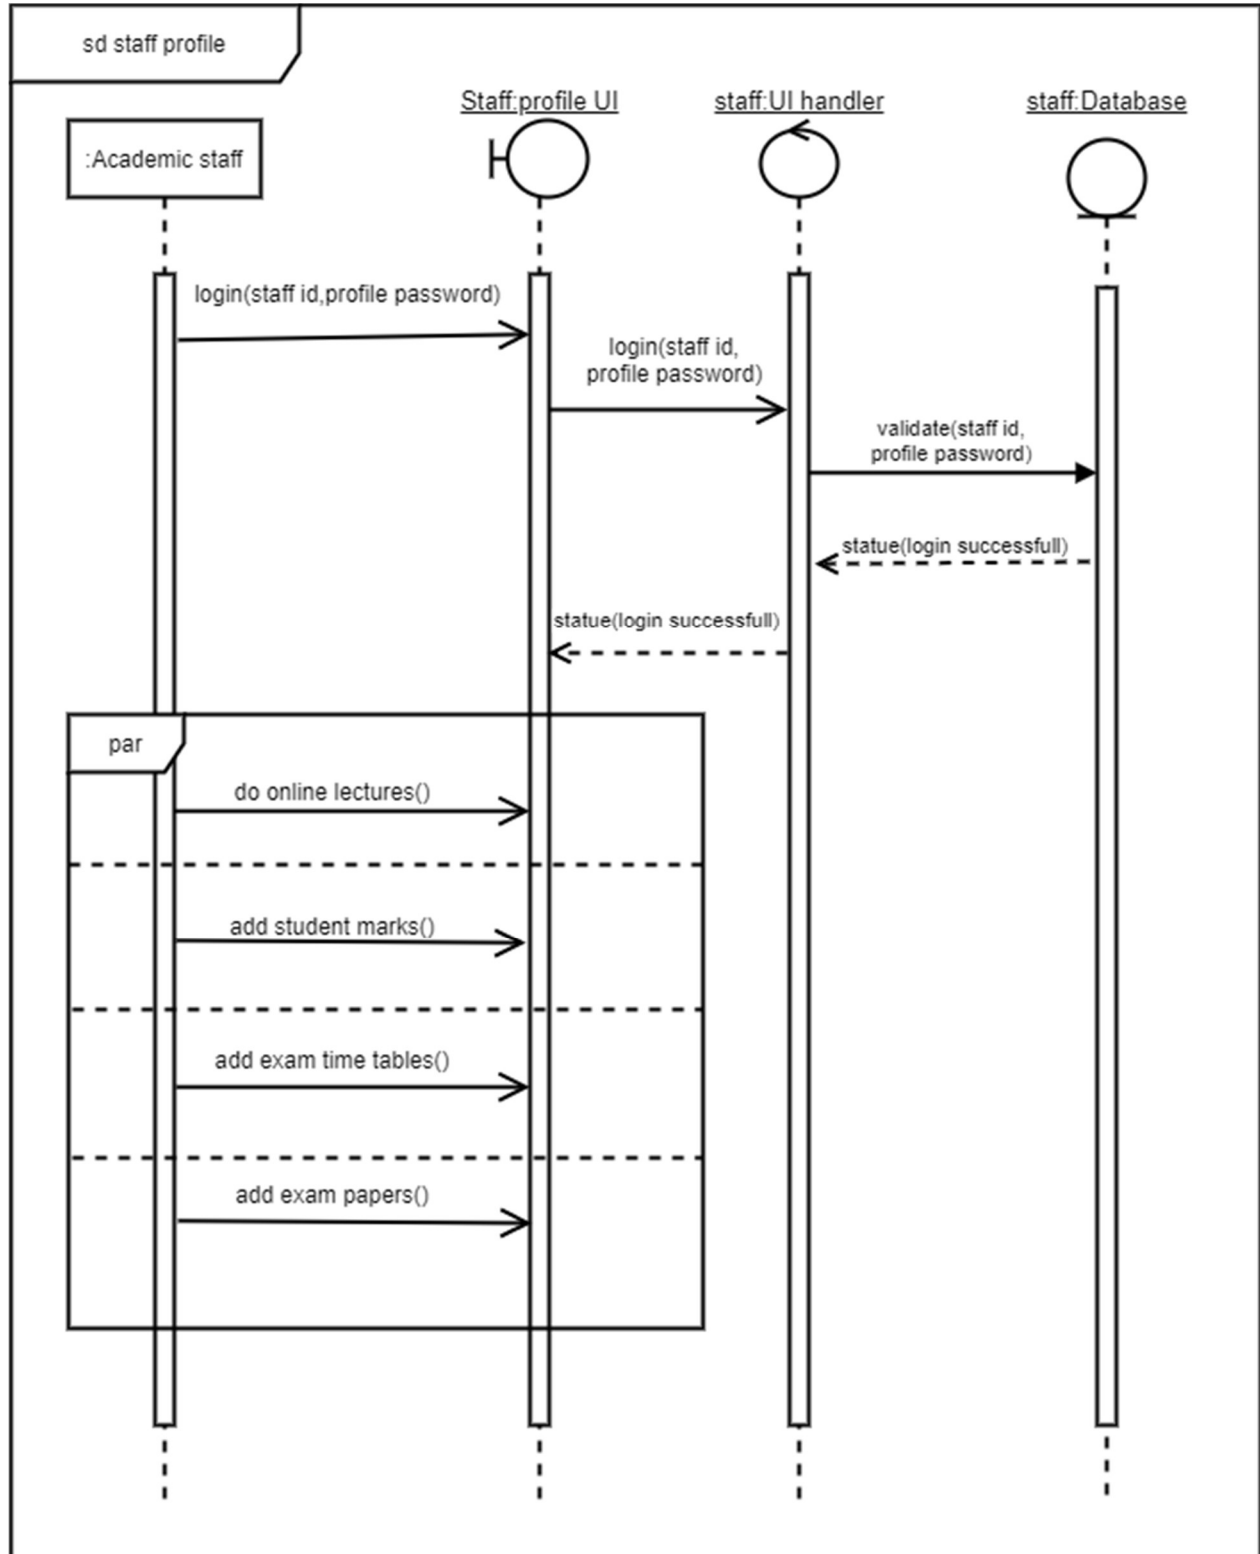 sd staff profile
Staff:profile UI
staff:UI handler
staff:Database
:Academic staff
login(staff id,profile password)
login(staff id,
profile password)
validate(staff id,
profile password)
statue(login successfull)
statue(login successfull)
par
do online lectures()
add student marks()
add exam time tables()
add exam papers()